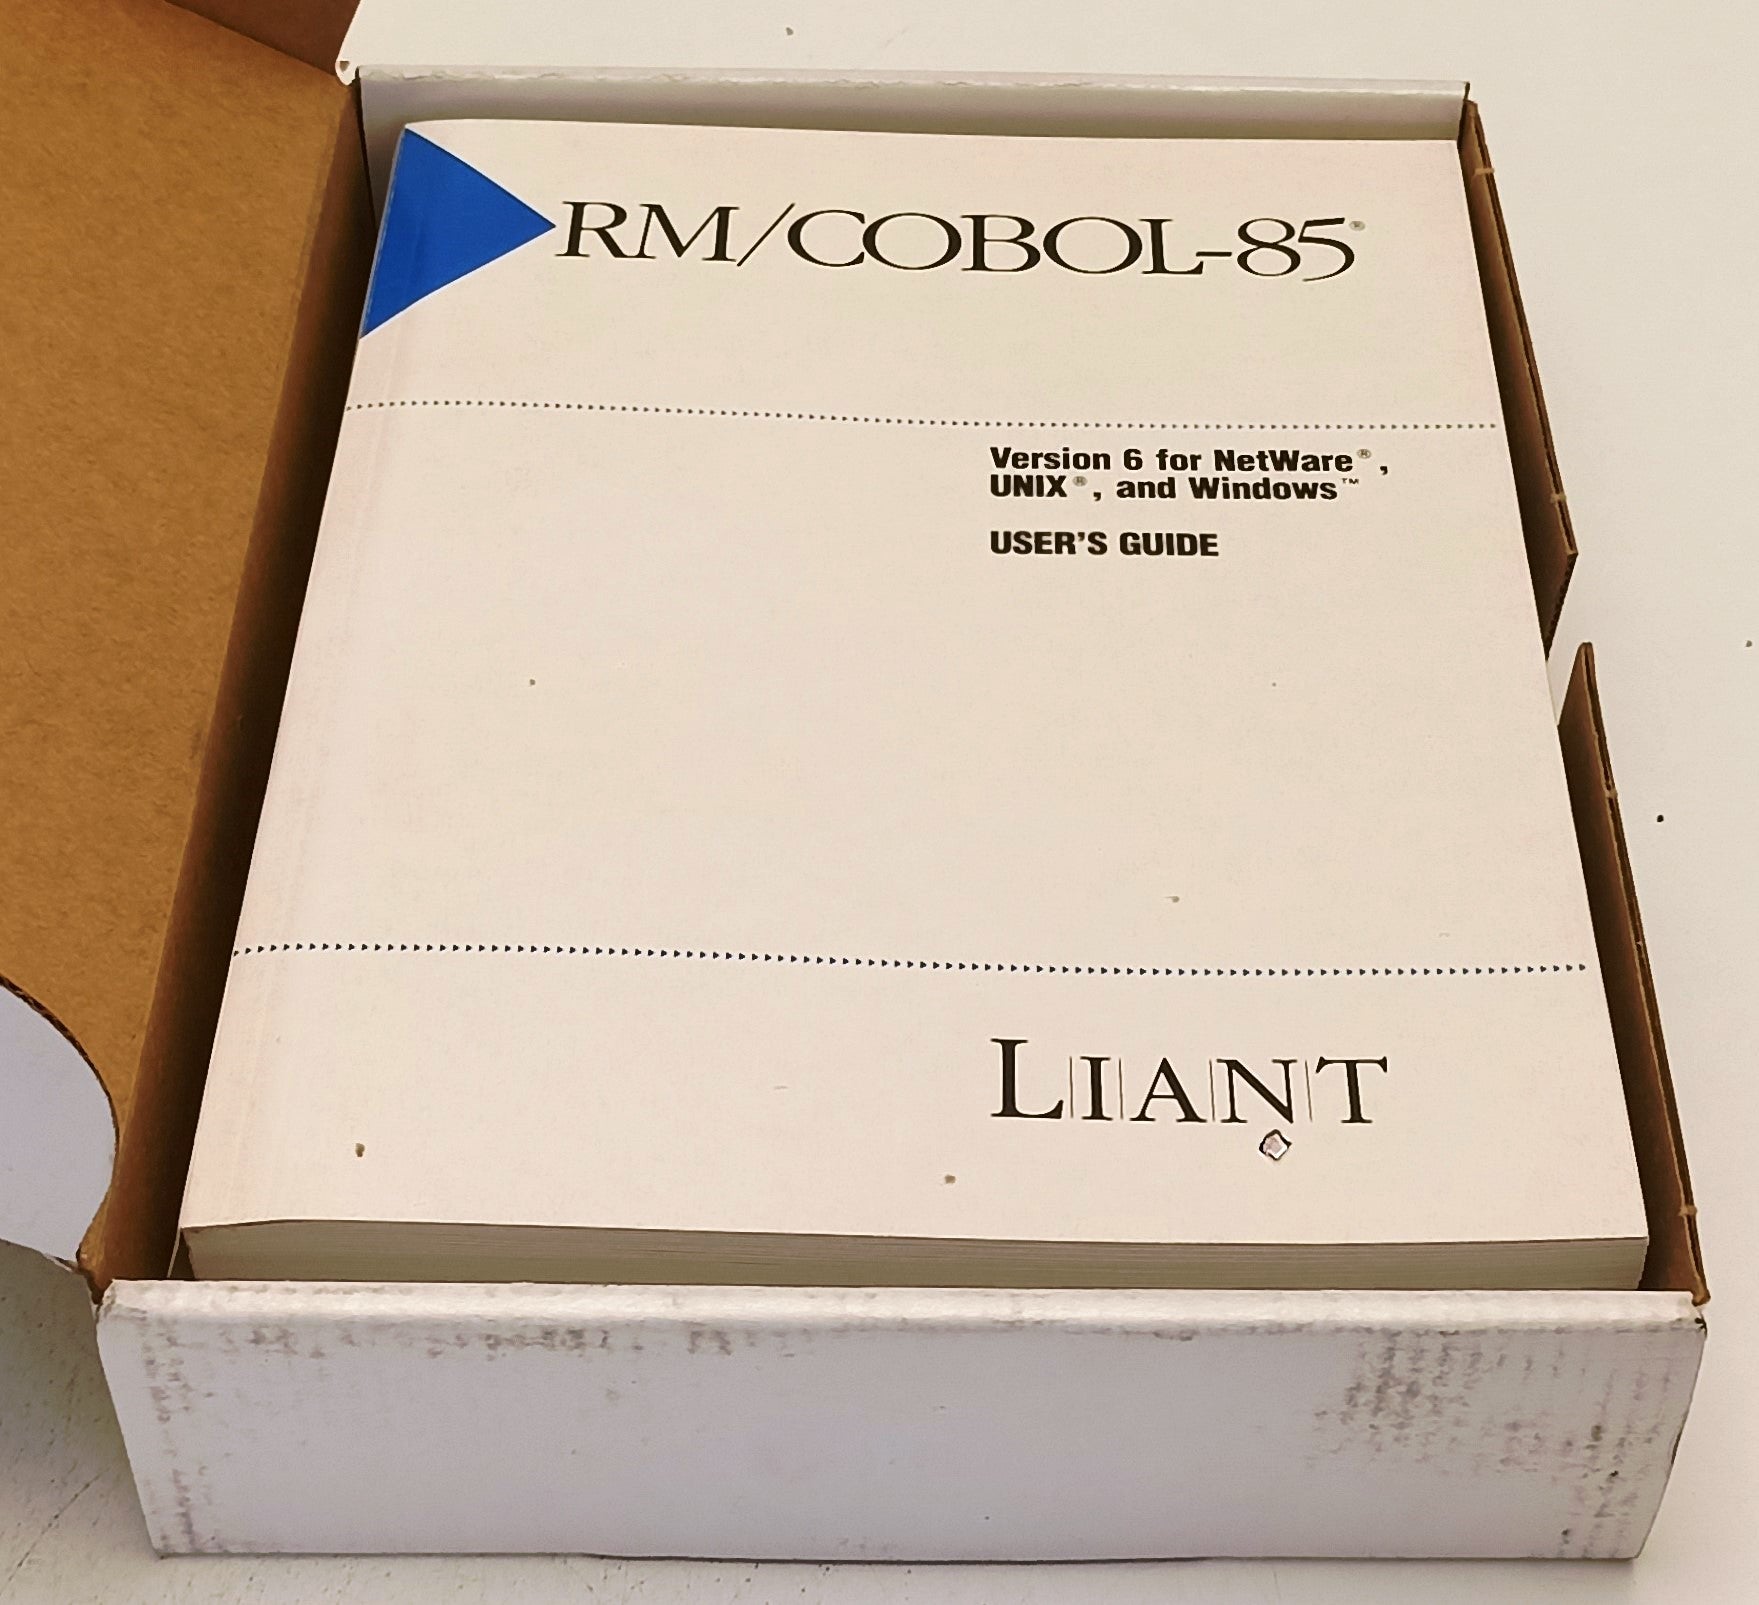 RM/COBOL-85®
Version 6 for NetWare®,
UNIX®, and Windows™
USER'S GUIDE
LIANT